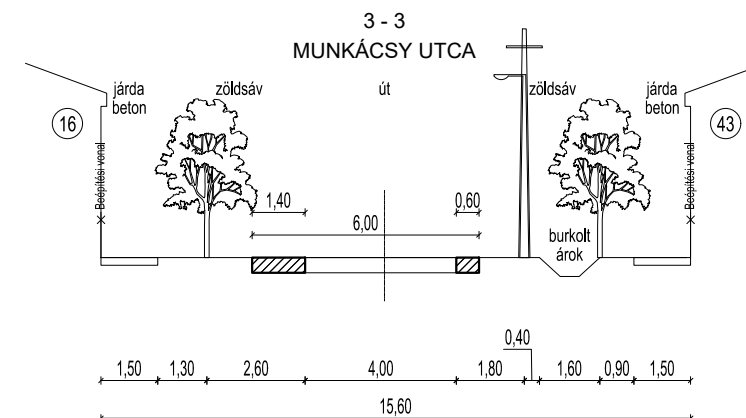 3 - 3
MUNKÁCSY UTCA
járda zöldsáv út zöldsáv járda
beton beton
16 43
Beépítési vonal Beépítési vonal
1,40 0,60
6,00
burkolt
árok
0,40
1,50 1,30 2,60 4,00 1,80 1,60 0,90 1,50
15,60